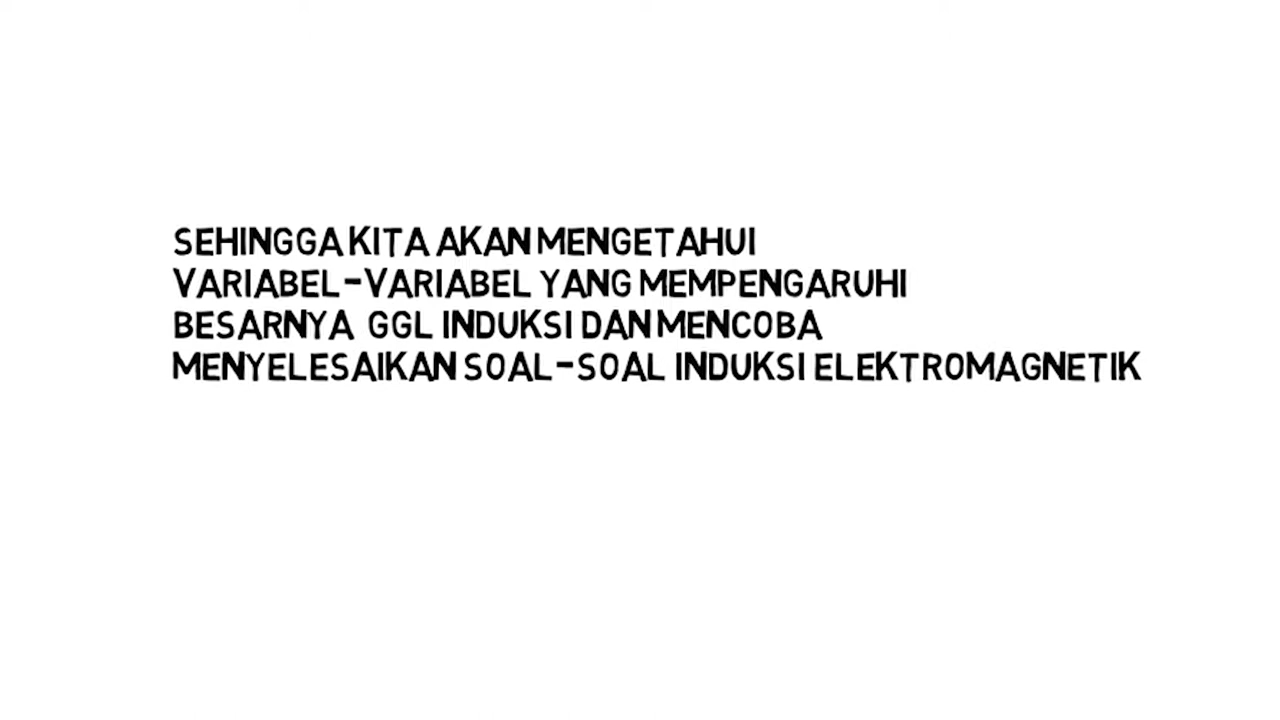 SEHINGGA KITA AKAN MENGETAHUI
VARIABEL-VARIABEL YANG MEMPENGARUHI
BESARNYA GGL INDUKSI DAN MENCOBA
MENYELESAIKAN SOAL-SOAL INDUKSI ELEKTROMAGNETIK